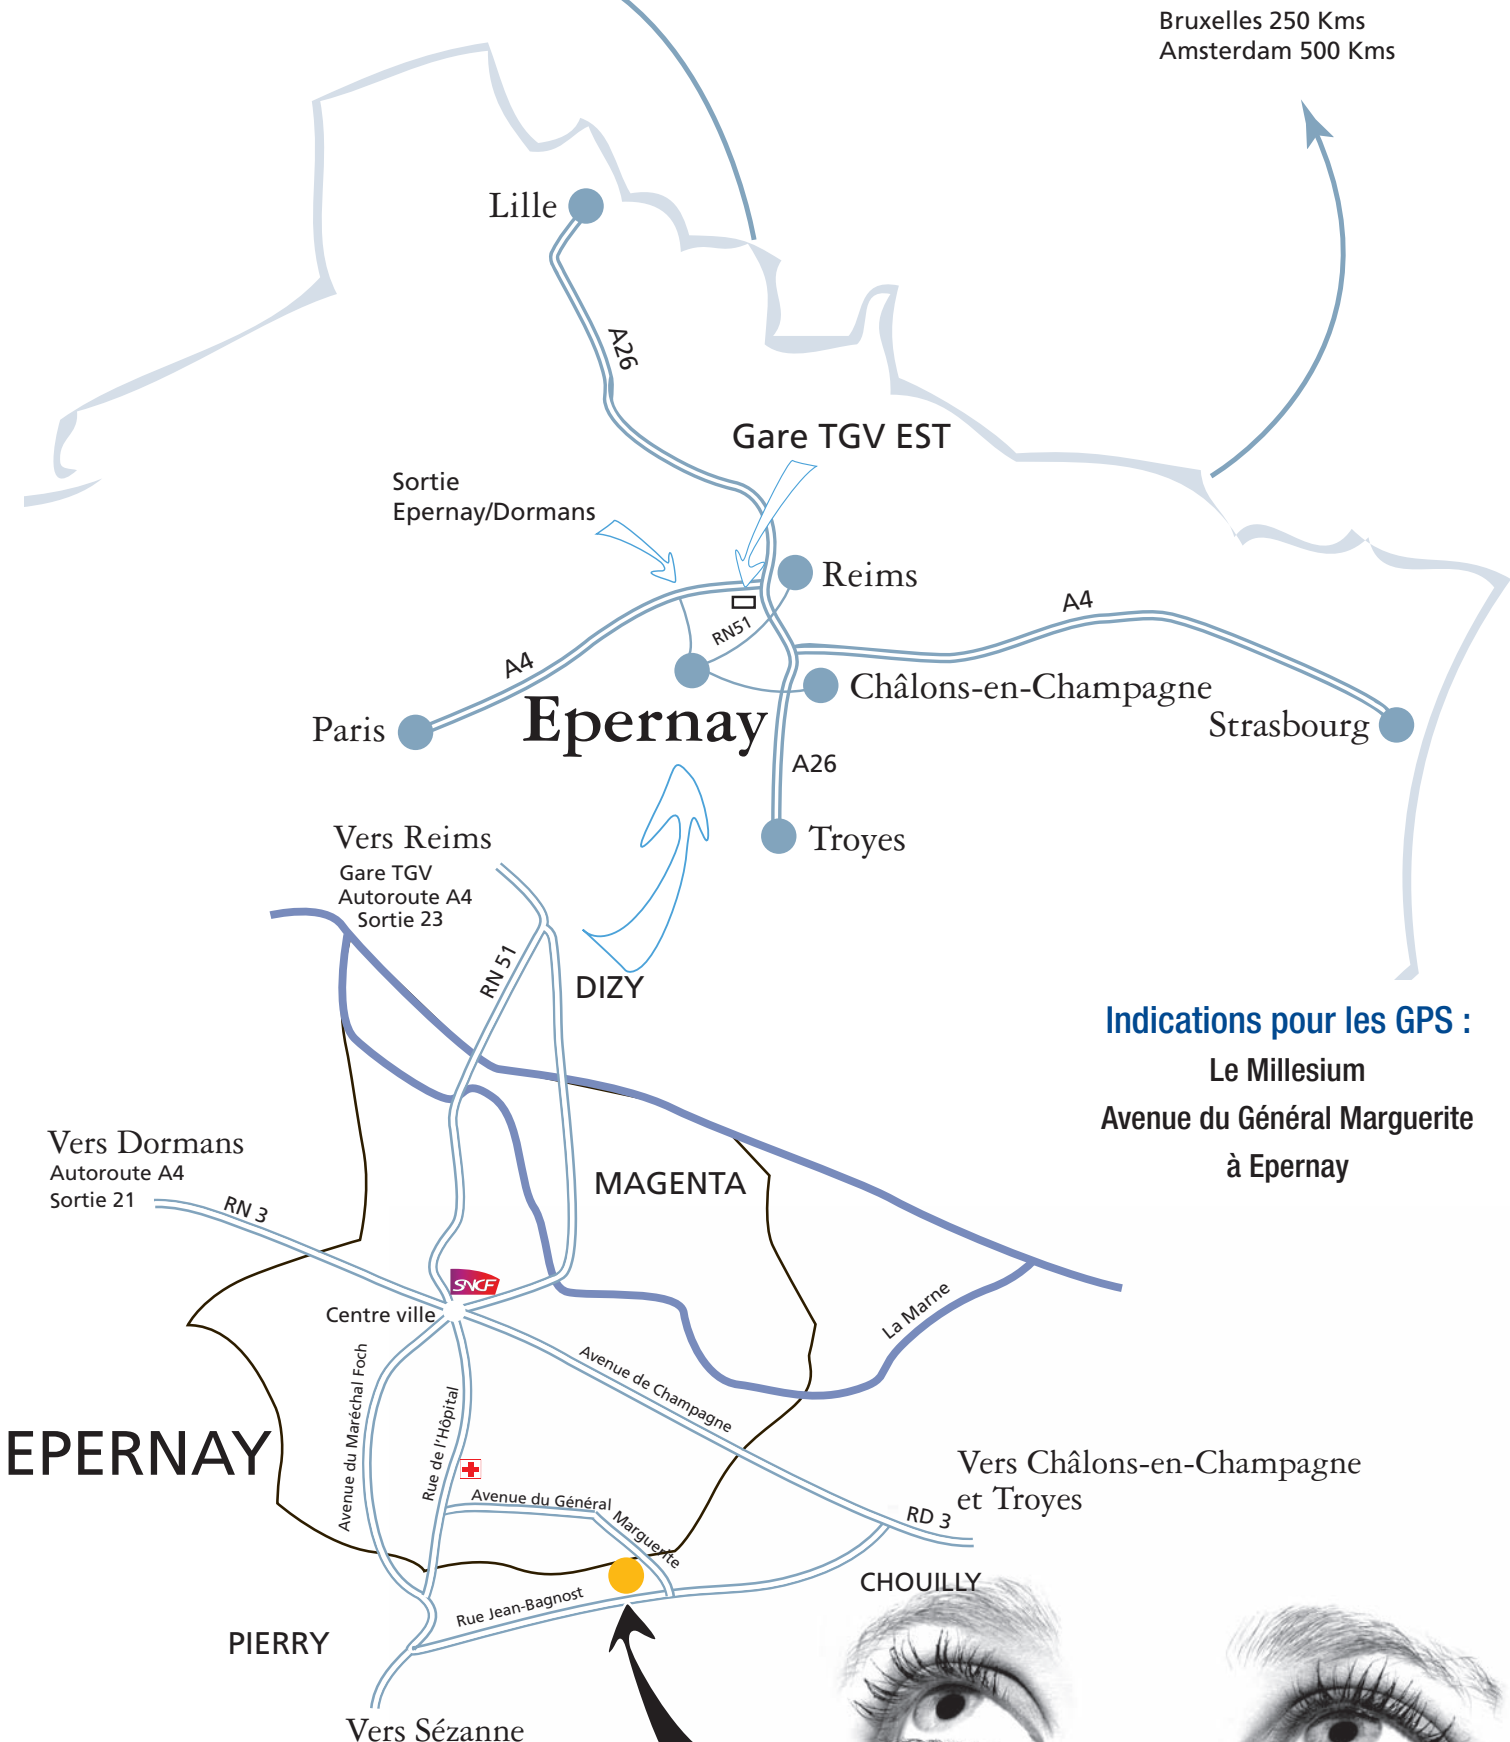 Bruxelles 250 Kms
Amsterdam 500 Kms
Lille
A26
Gare TGV EST
Sortie
Epernay/Dormans
Reims
A4
RN51
A4
Châlons-en-Champagne
Paris
Epernay
Strasbourg
A26
Troyes
Vers Reims
Gare TGV
Autoroute A4
Sortie 23
RN 51
DIZY
Indications pour les GPS :
Le Millesium
Avenue du Général Marguerite
à Epernay
Vers Dormans
Autoroute A4
Sortie 21
RN 3
MAGENTA
SNCF
Centre ville
La Marne
Avenue du Maréchal Foch
Avenue de Champagne
Rue de l'Hôpital
EPERNAY
Vers Châlons-en-Champagne
et Troyes
RD 3
Avenue du Général
Marguerite
CHOUILLY
Rue Jean-Bagnost
PIERRY
Vers Sézanne